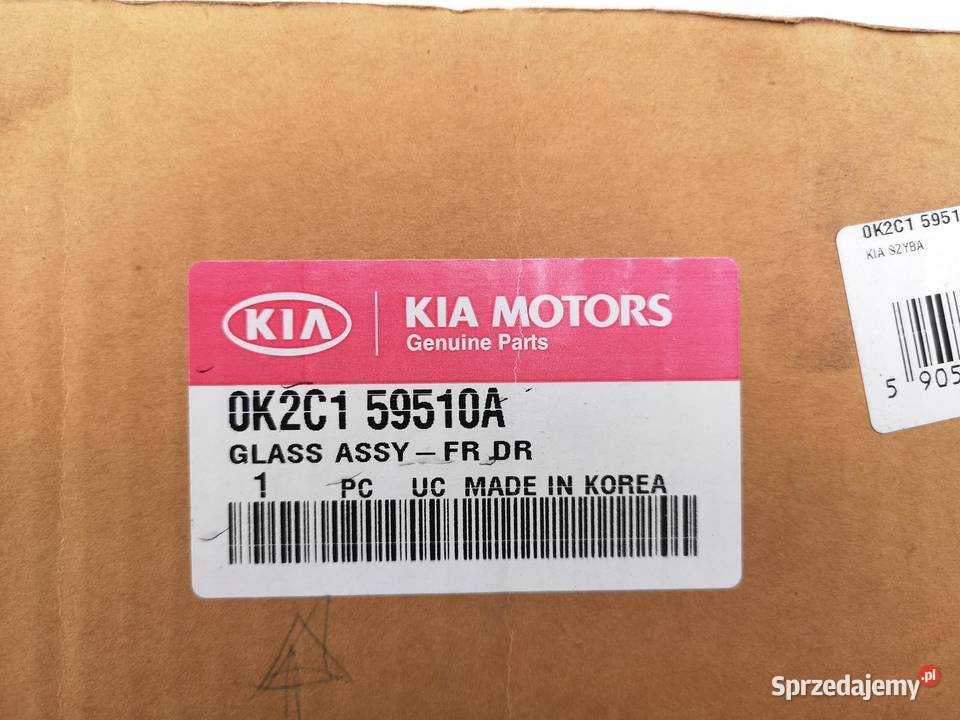 KIA
KIA MOTORS
Genuine Parts
0K2C1 59510A
GLASS ASSY – FR DR
1 PC UC MADE IN KOREA
0K2C1 5951
KIA SZYBA
5 905
Sprzedajemy.pl